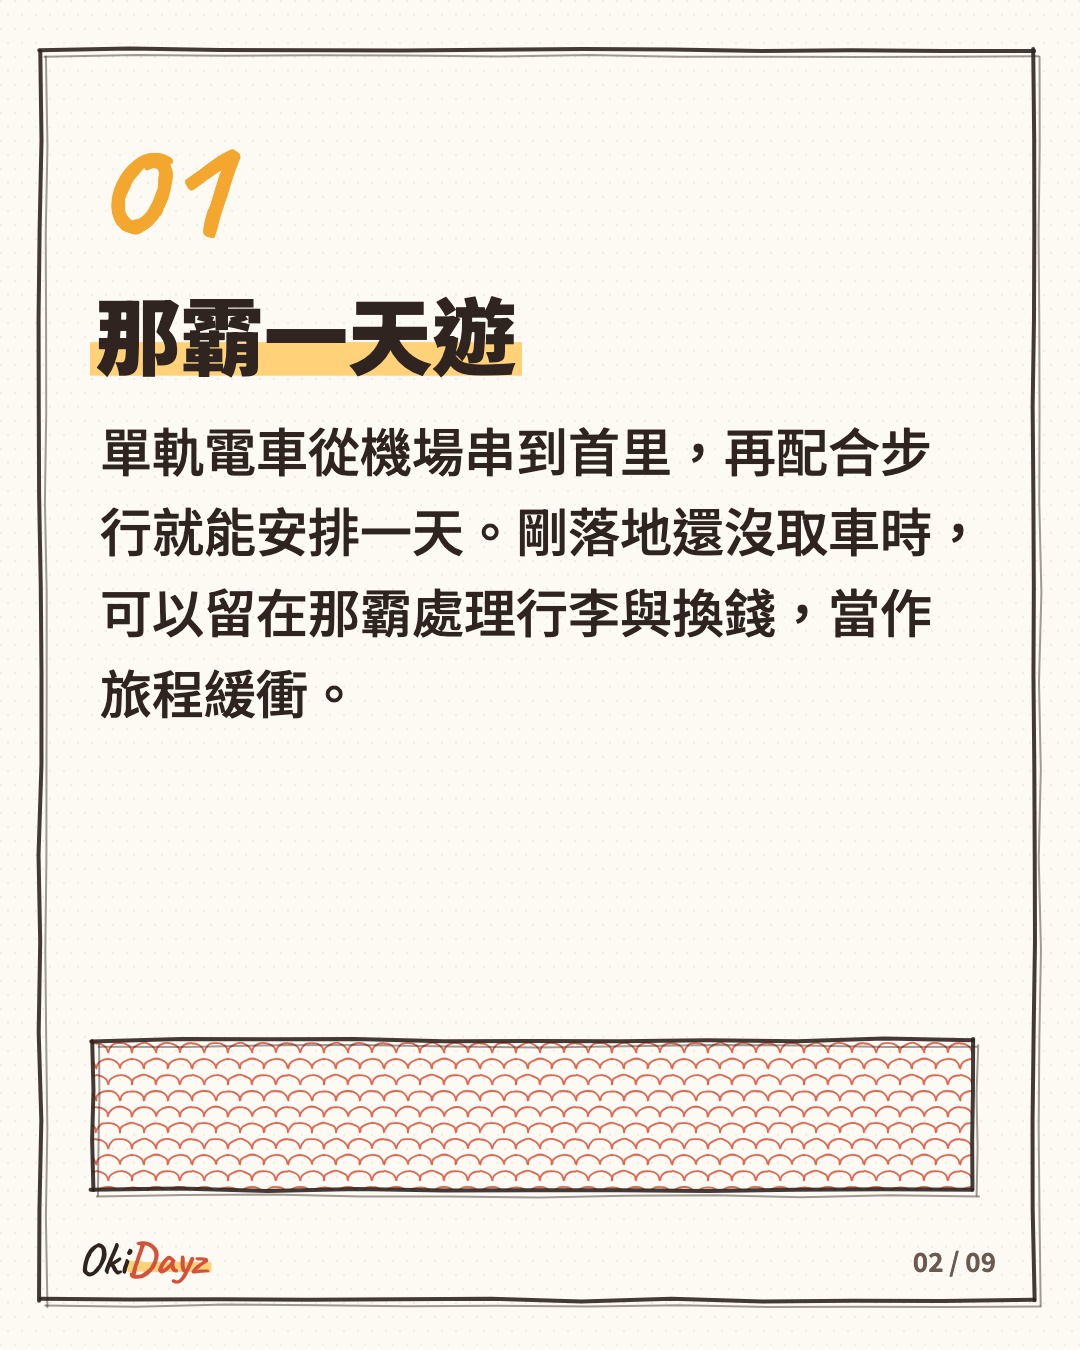 01
那霸一天遊
單軌電車從機場串到首里，再配合步
行就能安排一天。剛落地還沒取車時，
可以留在那霸處理行李與換錢，當作
旅程緩衝。
OkiDayz
02 / 09